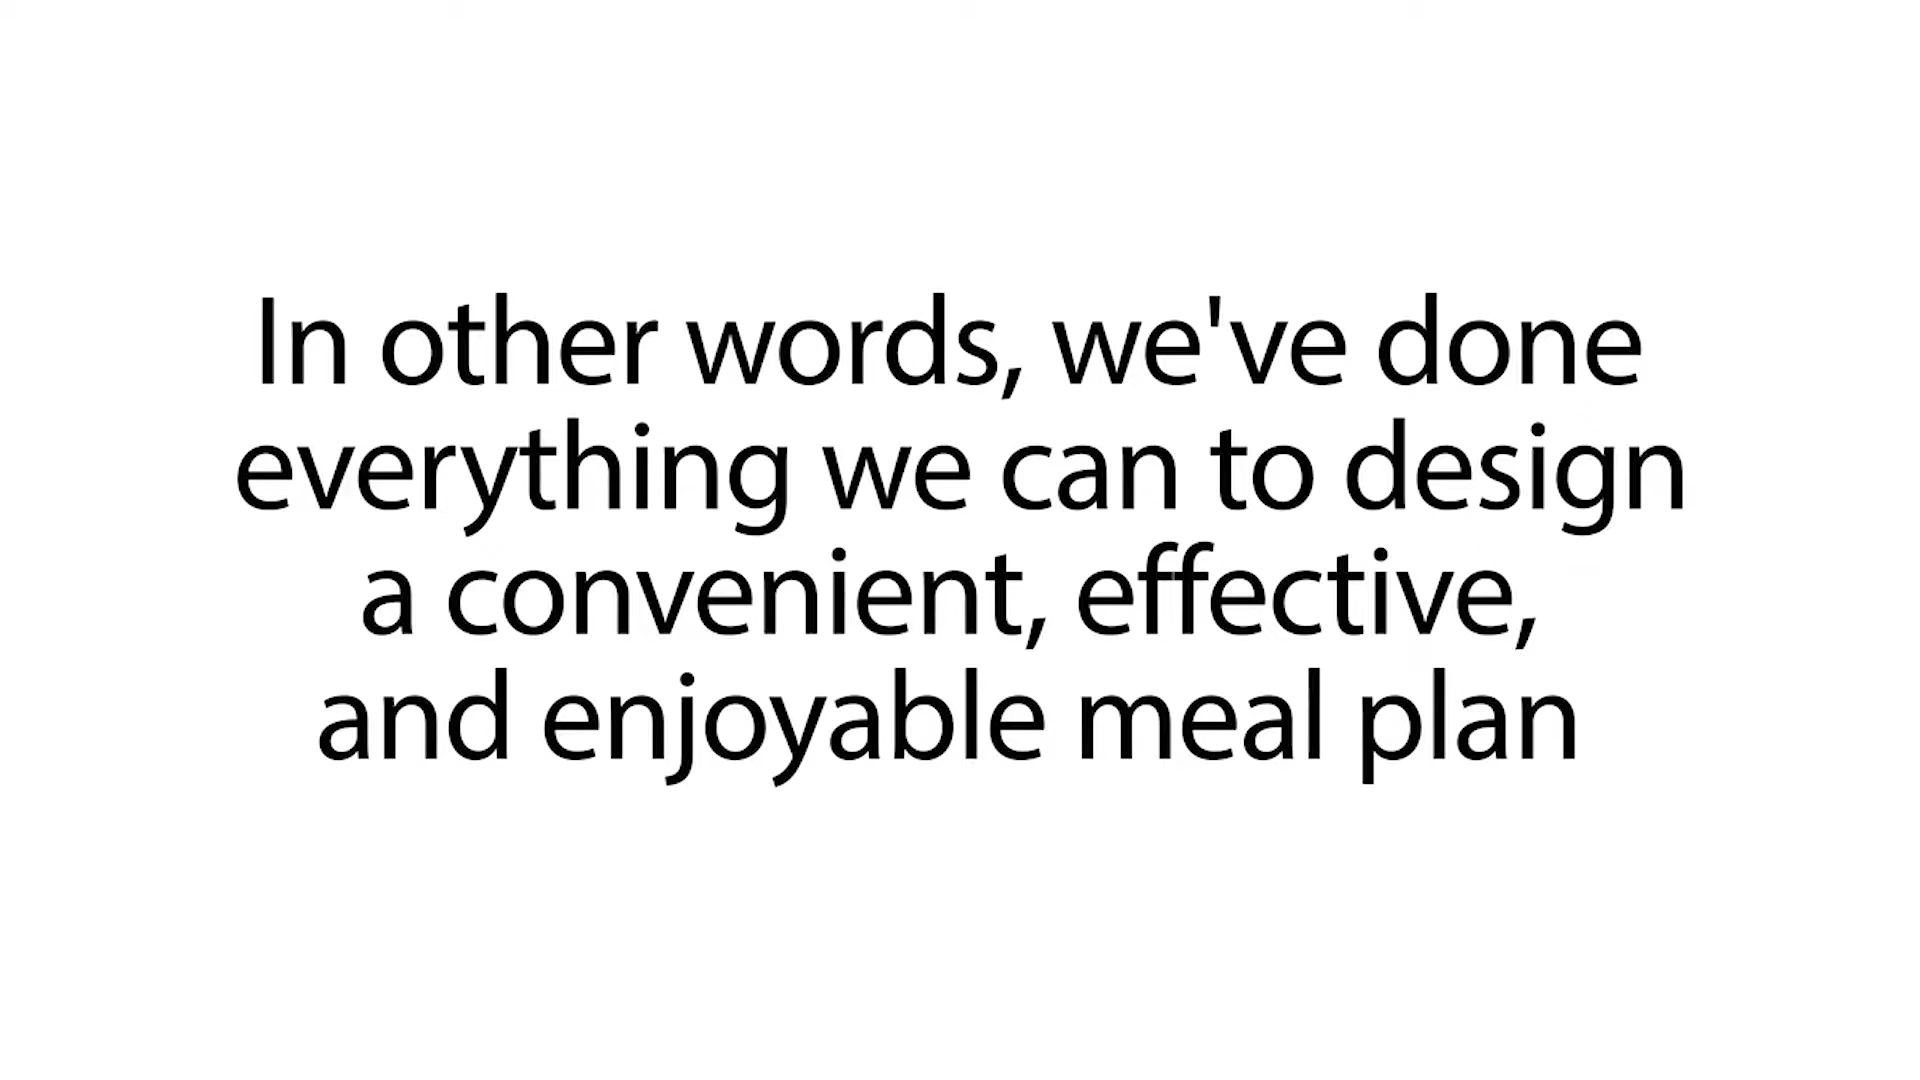 In other words, we've done
everything we can to design
a convenient, effective,
and enjoyable meal plan